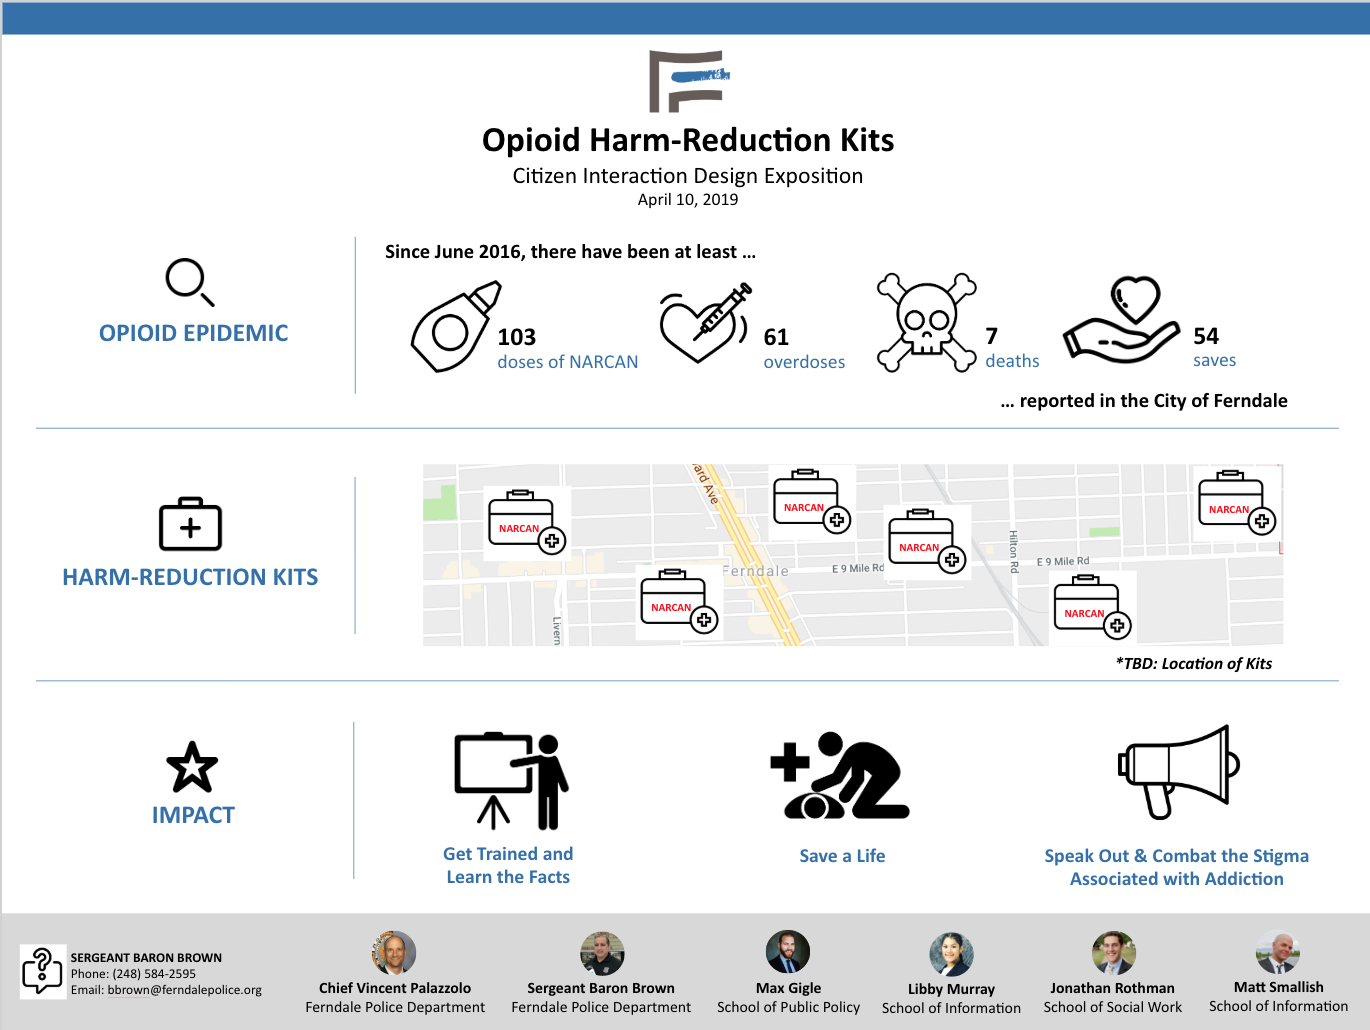 Opioid Harm-Reduction Kits
Citizen Interaction Design Exposition
April 10, 2019
OPIOID EPIDEMIC
Since June 2016, there have been at least ...
103
doses of NARCAN
61
overdoses
7
deaths
54
saves
... reported in the City of Ferndale
HARM-REDUCTION KITS
ard Ave
NARCAN
NARCAN
NARCAN
NARCAN
NARCAN
NARCAN
Ferndale
E 9 Mile Rd
Hilton Rd
E 9 Mile Rd
Livern
*TBD: Location of Kits
IMPACT
Get Trained and
Learn the Facts
Save a Life
Speak Out & Combat the Stigma
Associated with Addiction
SERGEANT BARON BROWN
Phone: (248) 584-2595
Email: bbrown@ferndalepolice.org
Chief Vincent Palazzolo
Ferndale Police Department
Sergeant Baron Brown
Ferndale Police Department
Max Gigle
School of Public Policy
Libby Murray
School of Information
Jonathan Rothman
School of Social Work
Matt Smallish
School of Information